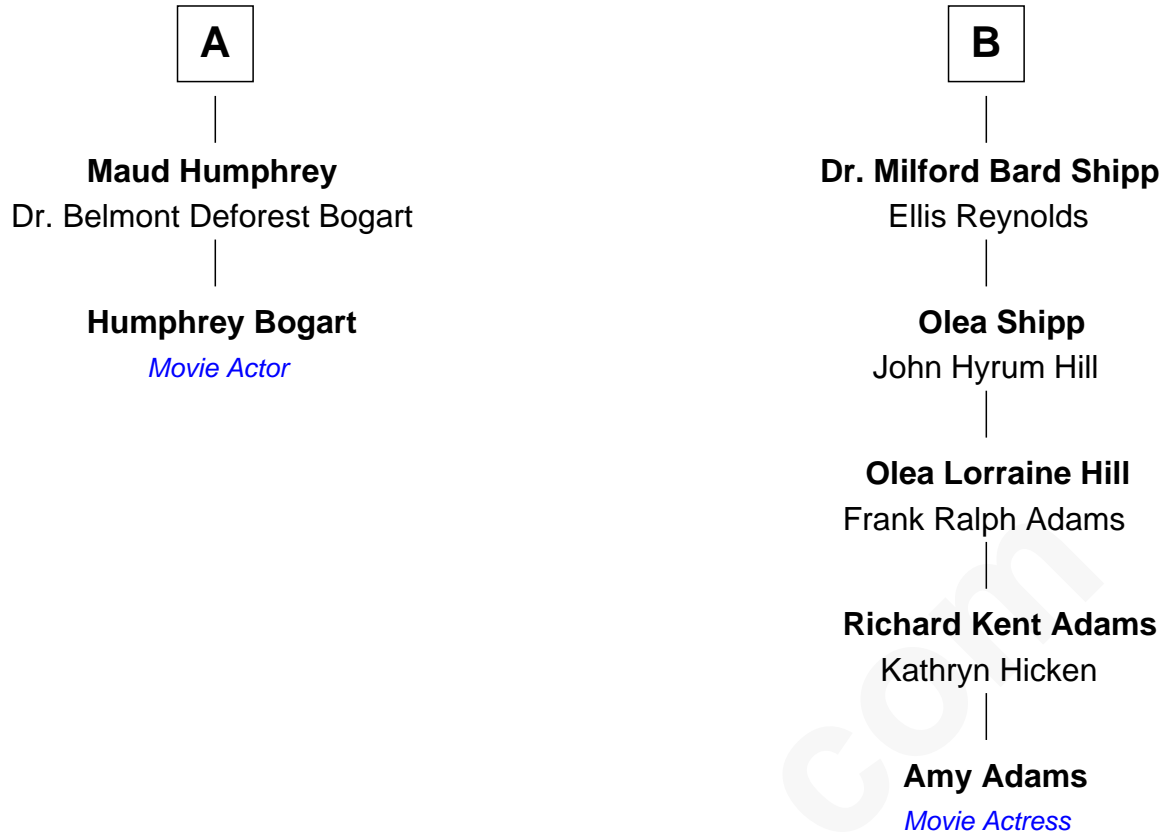 A
Maud Humphrey
Dr. Belmont Deforest Bogart
Humphrey Bogart
Movie Actor
B
Dr. Milford Bard Shipp
Ellis Reynolds
Olea Shipp
John Hyrum Hill
Olea Lorraine Hill
Frank Ralph Adams
Richard Kent Adams
Kathryn Hicken
Amy Adams
Movie Actress
com